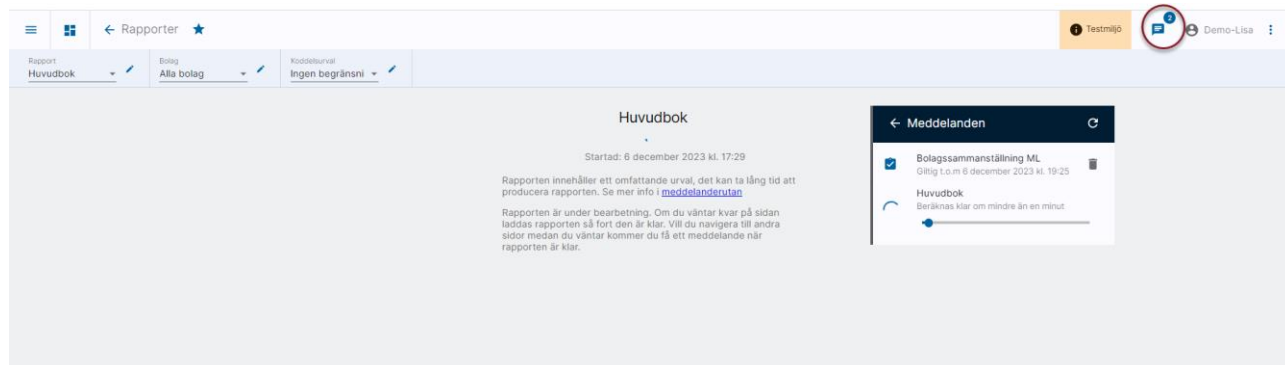 Rapporter
Testmiljö
2
Demo-Lisa
Rapport
Huvudbok
Bolag
Alla bolag
Koddelsurval
Ingen begränsni
Huvudbok
Startad: 6 december 2023 kl. 17:29
Rapporten innehåller ett omfattande urval, det kan ta lång tid att
producera rapporten. Se mer info i meddelanderutan
Rapporten är under bearbetning. Om du väntar kvar på sidan
laddas rapporten så fort den är klar. Vill du navigera till andra
sidor medan du väntar kommer du få ett meddelande när
rapporten är klar.
Meddelanden
Bolagssammanställning ML
Giltig t.o.m 6 december 2023 kl. 19:25
Huvudbok
Beräknas klar om mindre än en minut